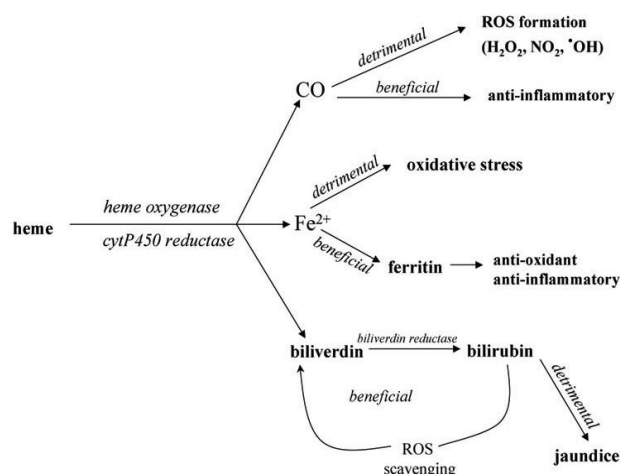 ROS formation
(H₂O₂, NO₂, •OH)
detrimental
CO
beneficial
anti-inflammatory
detrimental
oxidative stress
heme
heme oxygenase
cytP450 reductase
Fe²⁺
beneficial
ferritin
anti-oxidant
anti-inflammatory
biliverdin
biliverdin reductase
bilirubin
beneficial
detrimental
ROS
scavenging
jaundice